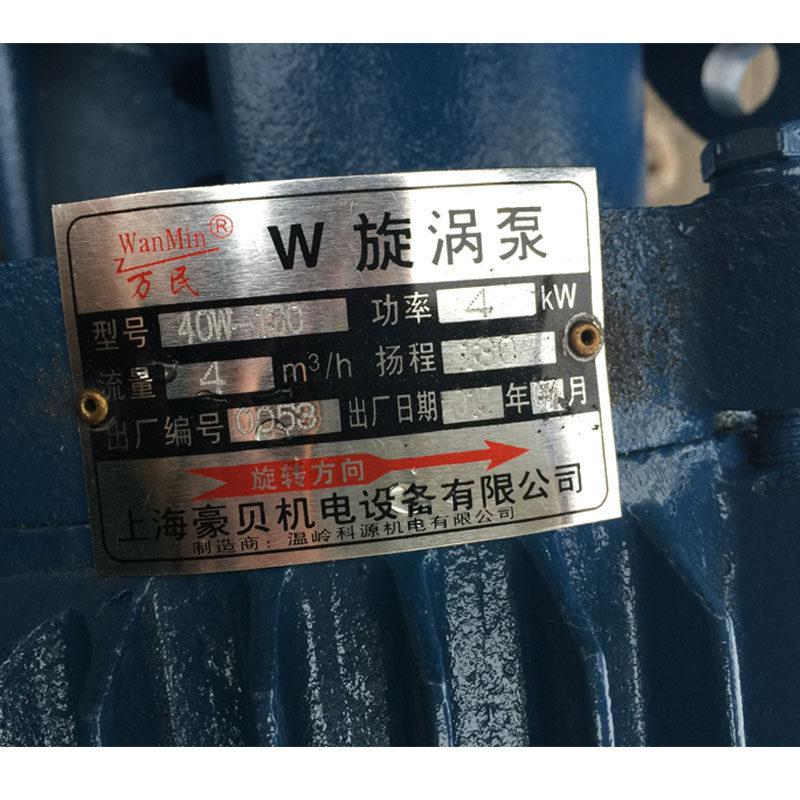 WanMin®
万民
W 旋涡泵
型号 40W- 功率 4 kW
流量 4 m³/h 扬程
出厂编号 0253 出厂日期 年 月
旋转方向
上海豪贝机电设备有限公司
制造商：温岭科源机电有限公司